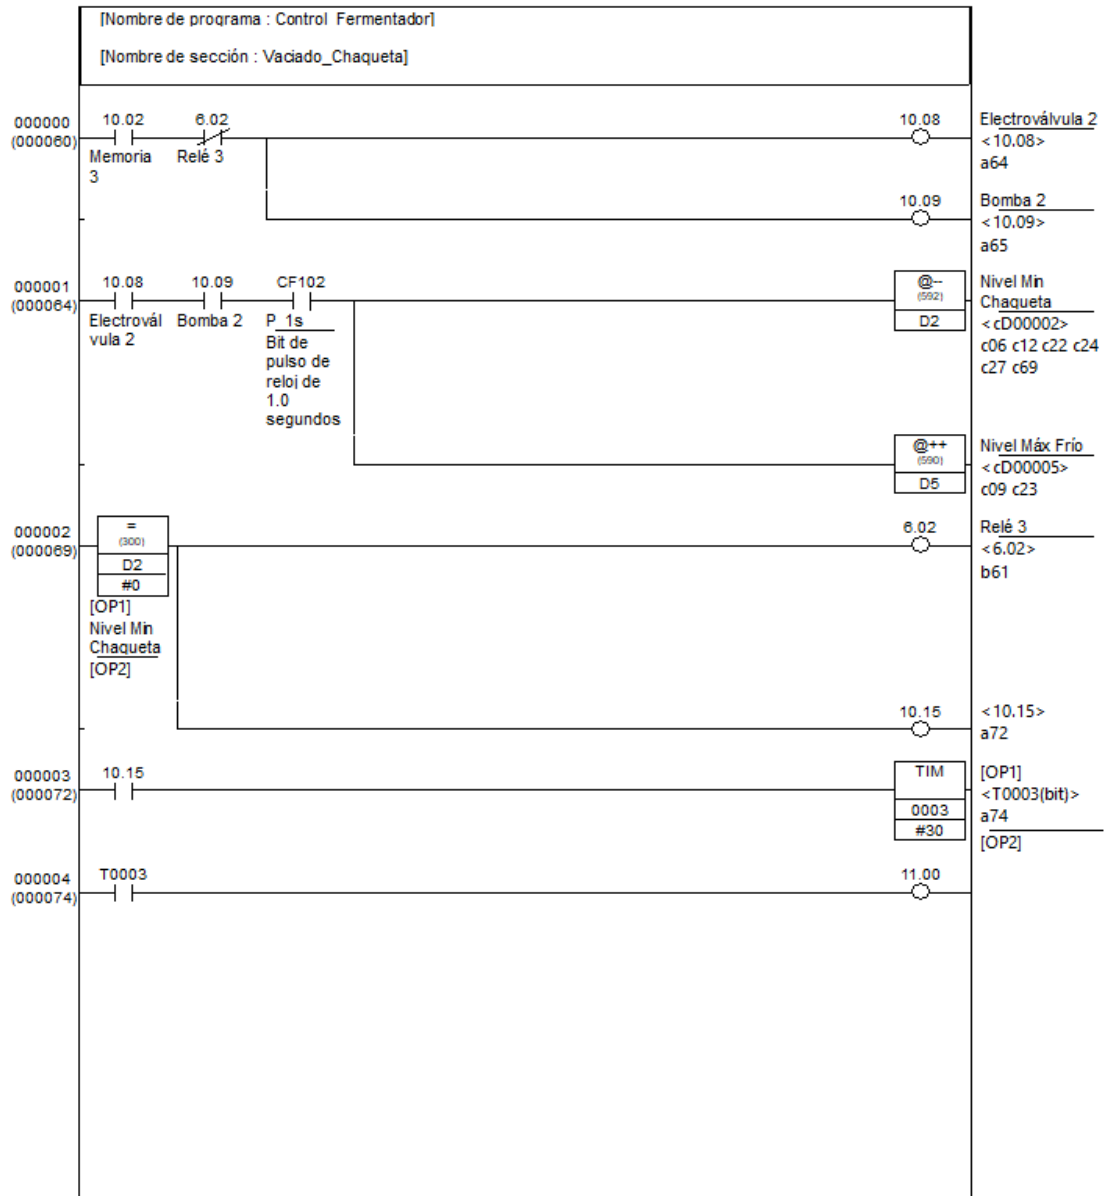 [Nombre de programa : Control_Fermentador]
[Nombre de sección : Vaciado_Chaqueta]
000000
(000060)
10.02
Memoria
3
6.02
Relé 3
10.08
Electroválvula 2
<10.08>
a64
10.09
Bomba 2
<10.09>
a65
000001
(000064)
10.08
Electrovál
vula 2
10.09
Bomba 2
CF102
P_1s
Bit de
pulso de
reloj de
1.0
segundos
@--
(592)
D2
Nivel Min
Chaqueta
<cD00002>
c06 c12 c22 c24
c27 c69
@++
(590)
D5
Nivel Máx Frío
<cD00005>
c09 c23
000002
(000069)
=
(300)
D2
#0
[OP1]
Nivel Min
Chaqueta
[OP2]
6.02
Relé 3
<6.02>
b61
10.15
<10.15>
a72
000003
(000072)
10.15
TIM
0003
#30
[OP1]
<T0003(bit)>
a74
[OP2]
000004
(000074)
T0003
11.00